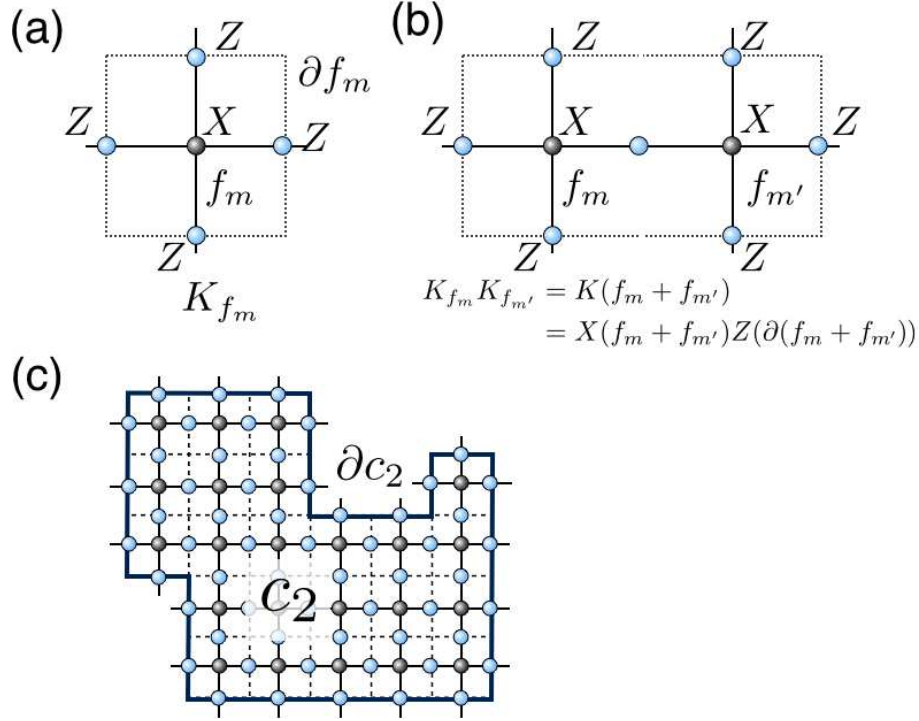 (a)
Z
∂f_m
Z
X
Z
f_m
Z
K_{f_m}
(b)
Z
Z
Z
X
X
Z
f_m
f_{m'}
Z
Z
K_{f_m} K_{f_{m'}} = K(f_m + f_{m'})
= X(f_m + f_{m'})Z(∂(f_m + f_{m'}))
(c)
∂c_2
c_2